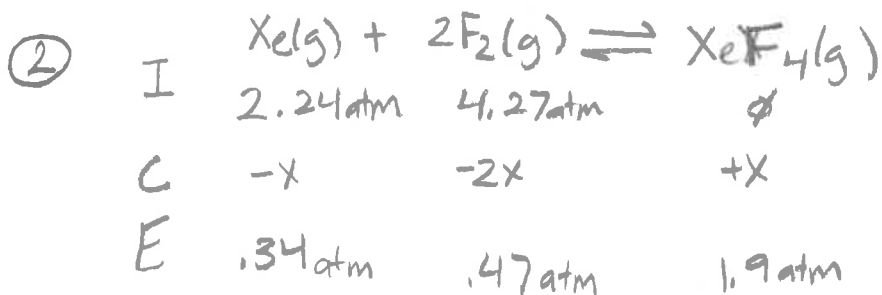 ② Xe(g) + 2F₂(g) ⇌ XeF₄(g)
I 2.24atm 4.27atm ∅
C -x -2x +x
E .34atm .47atm 1.9atm